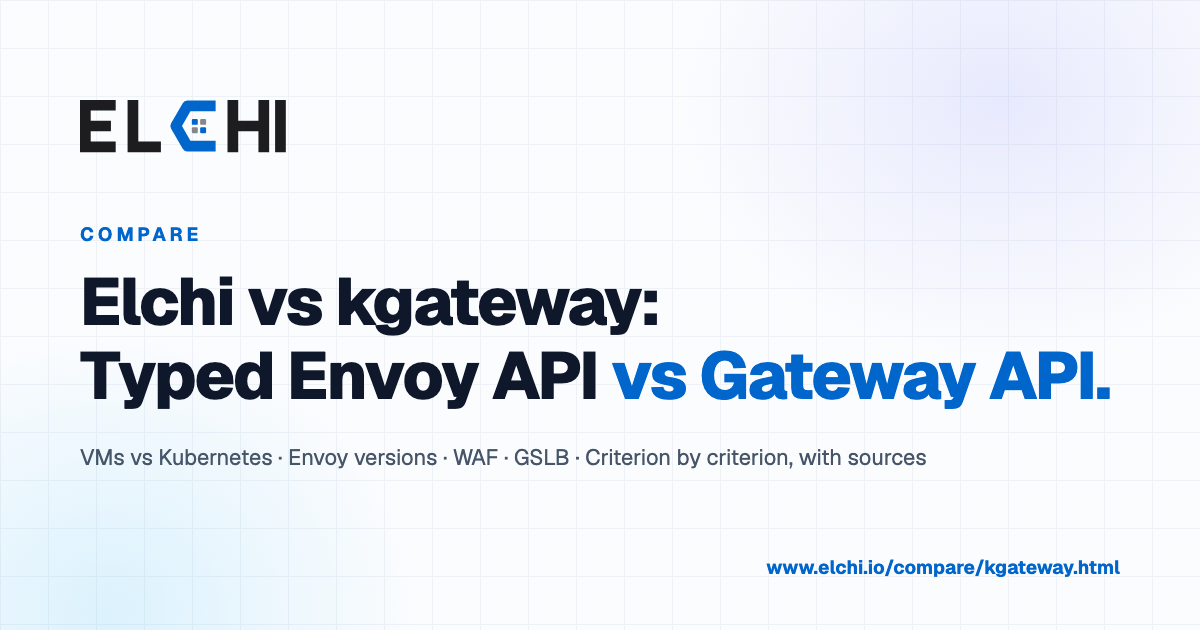 ELCHI
COMPARE
Elchi vs kgateway:
Typed Envoy API vs Gateway API.
VMs vs Kubernetes · Envoy versions · WAF · GSLB · Criterion by criterion, with sources
www.elchi.io/compare/kgateway.html